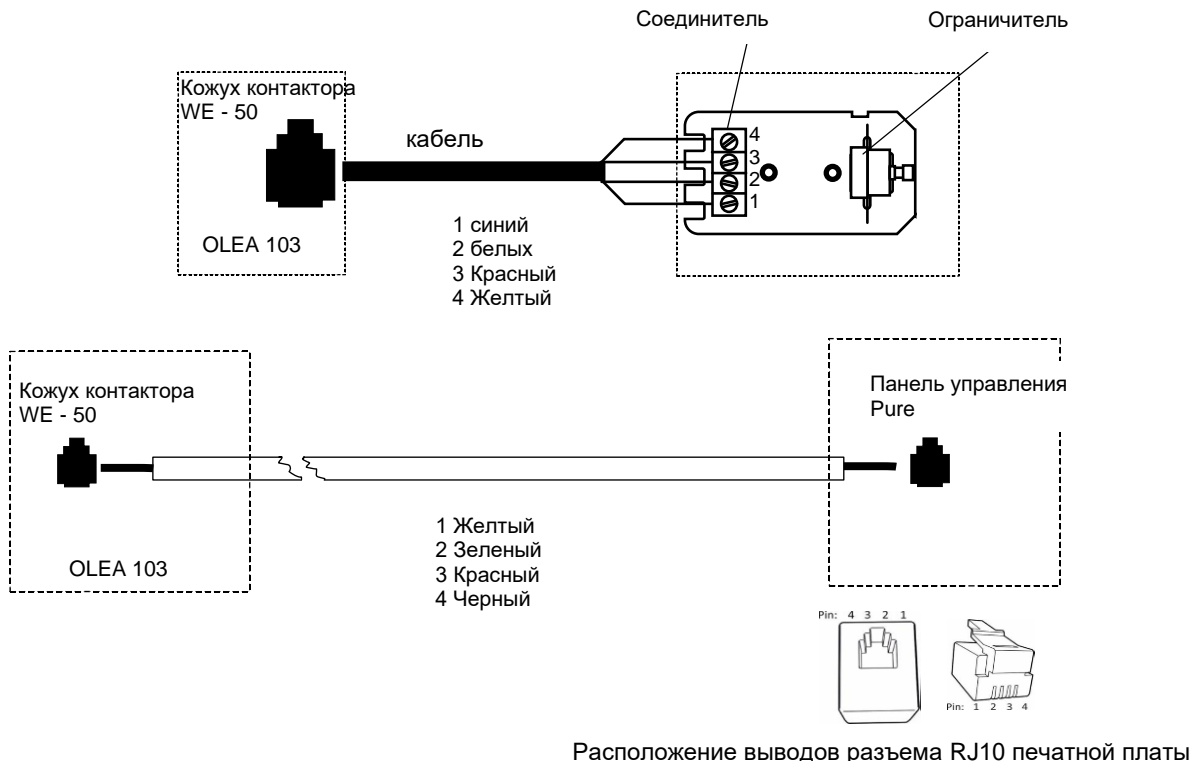 Соединитель
Ограничитель
Кожух контактора
WE - 50
кабель
4
3
2
1
OLEA 103
1 синий
2 белых
3 Красный
4 Желтый
Кожух контактора
WE - 50
Панель управления
Pure
1 Желтый
2 Зеленый
3 Красный
4 Черный
OLEA 103
Pin: 4 3 2 1
Pin: 1 2 3 4
Расположение выводов разъема RJ10 печатной платы